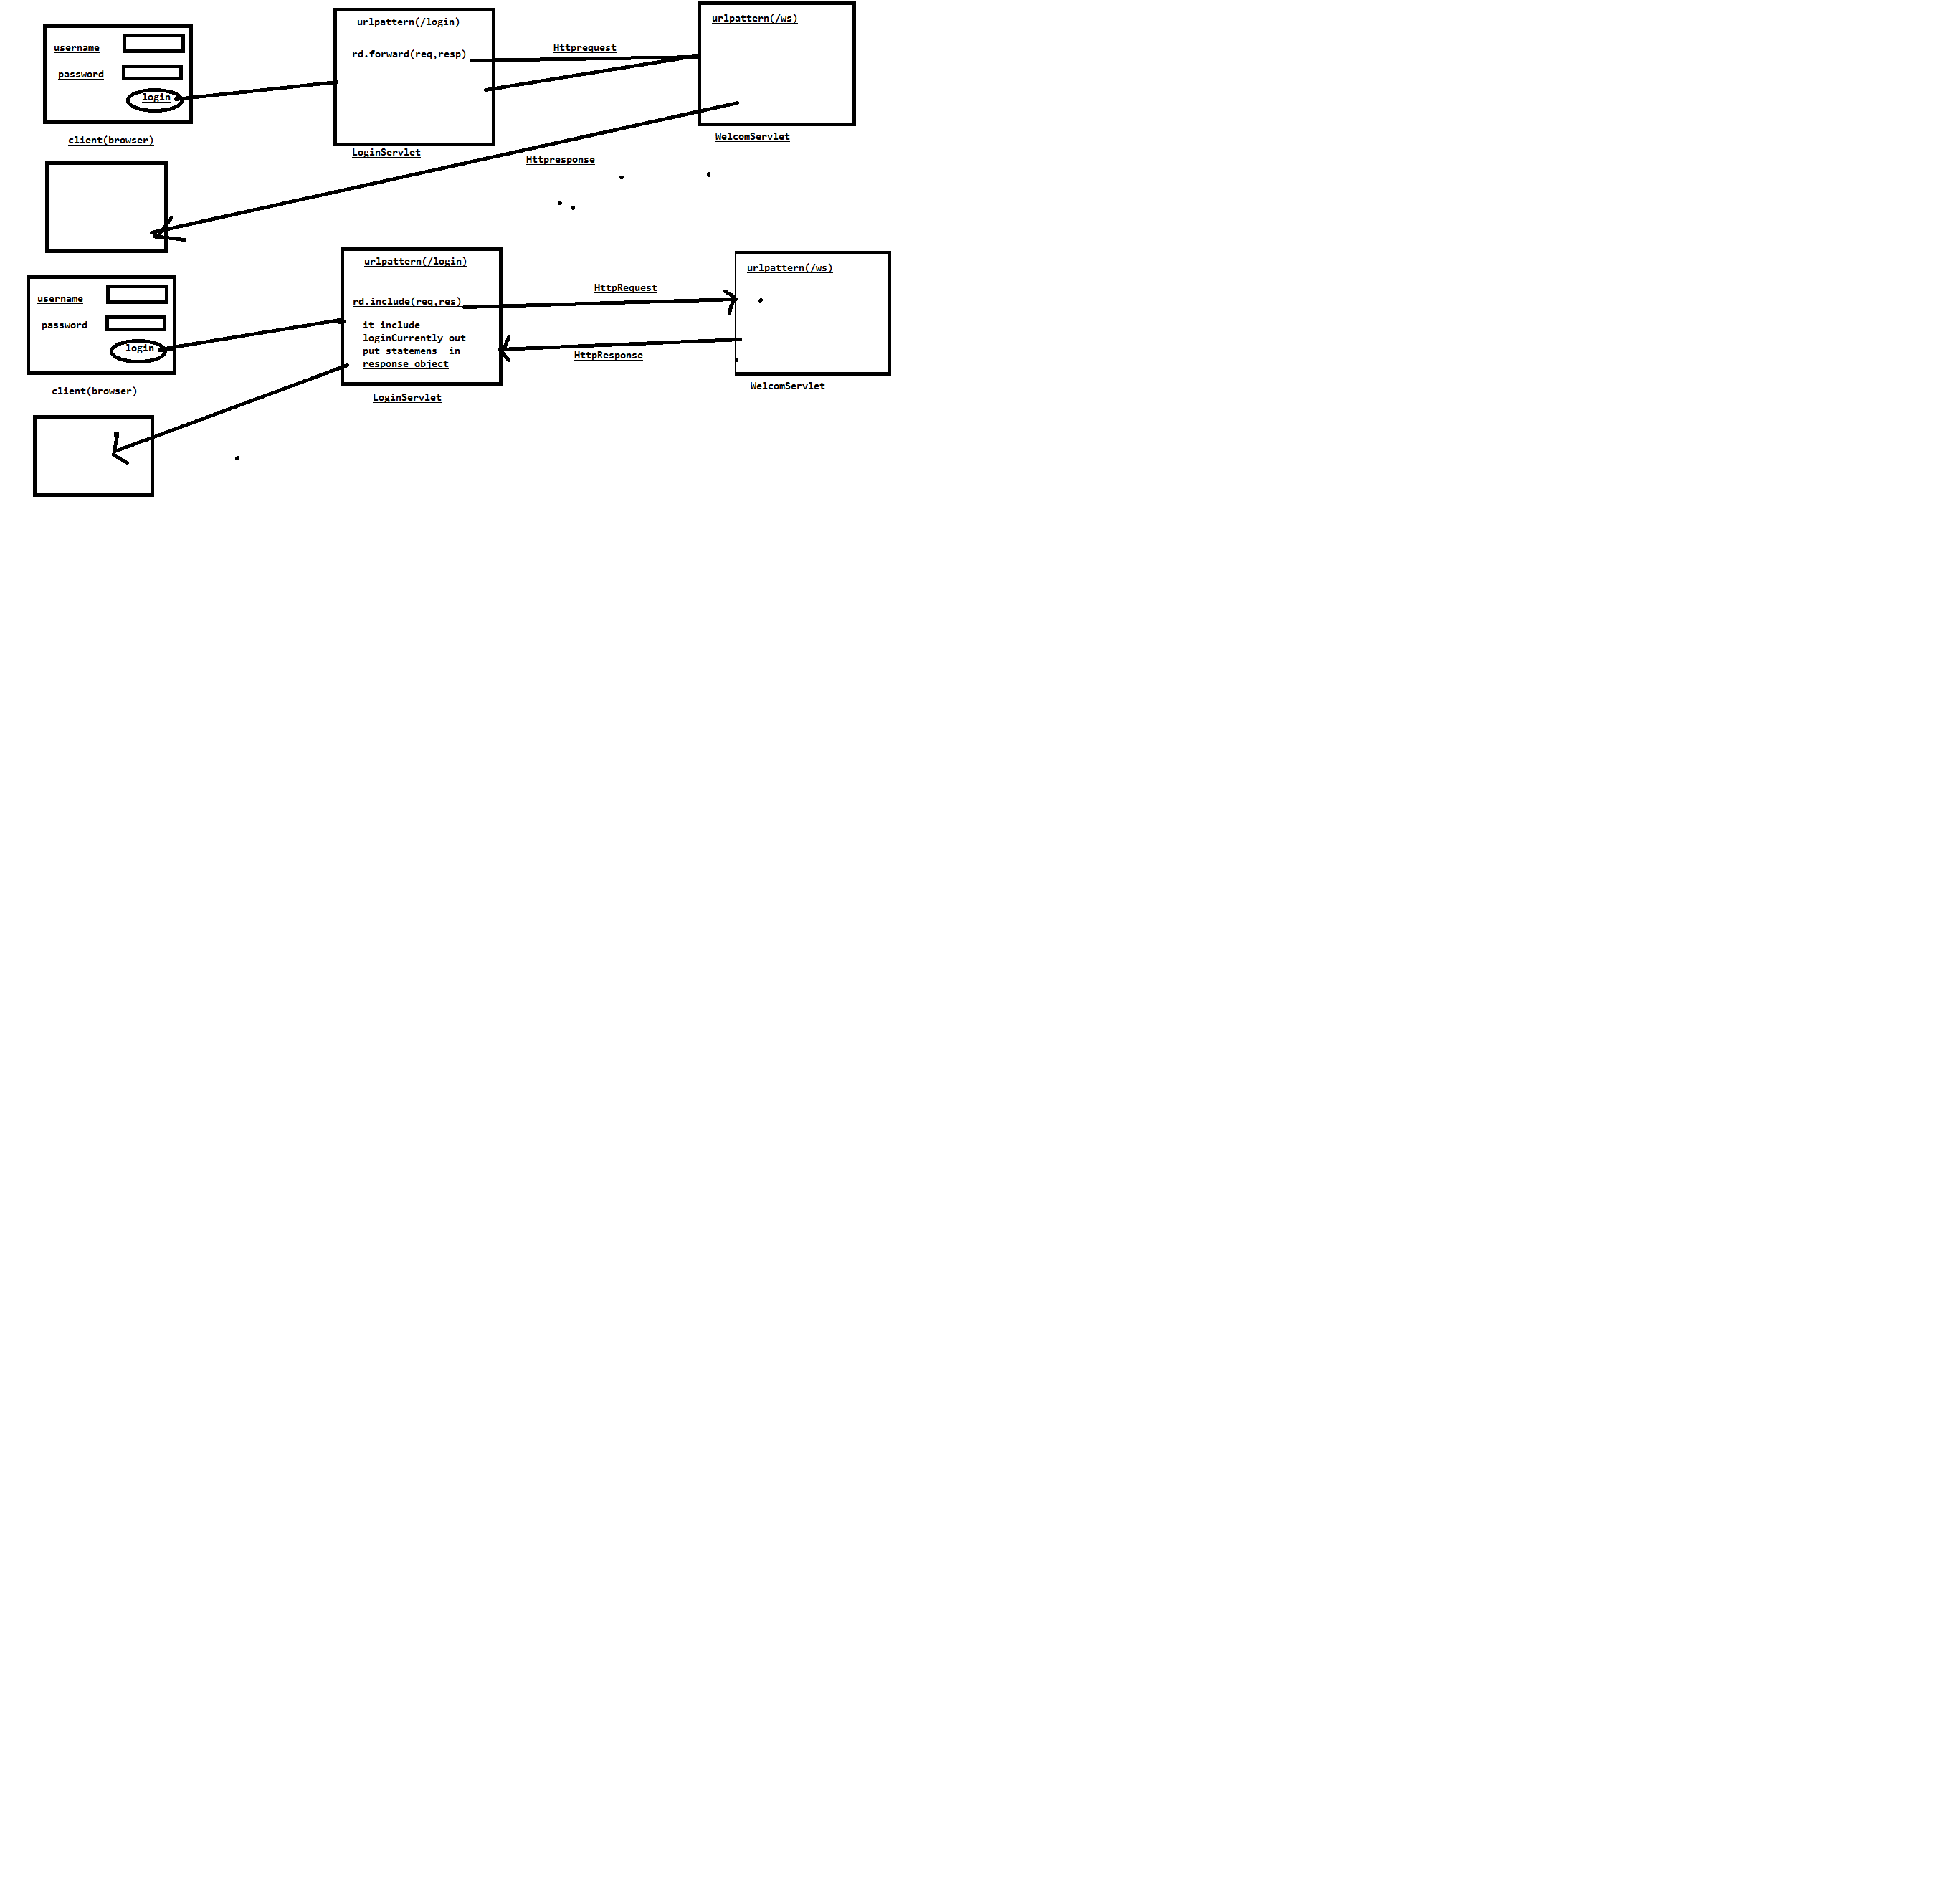 urlpattern(/login)
urlpattern(/ws)
username
rd.forward(req,resp)
Httprequest
password
login
client(browser)
LoginServlet
WelcomServlet
Httpresponse
urlpattern(/login)
urlpattern(/ws)
username
rd.include(req,res)
HttpRequest
password
it include
loginCurrently out
put statemens in
response object
login
HttpResponse
client(browser)
LoginServlet
WelcomServlet